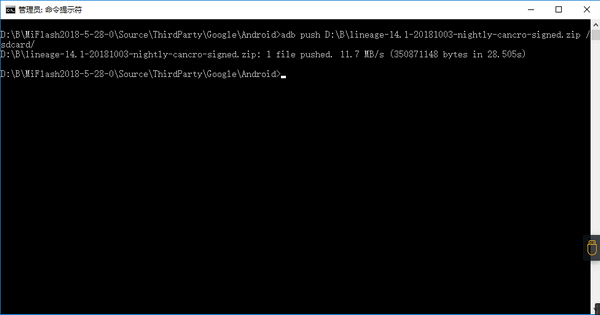 管理员: 命令提示符
D:\B\MiFlash2018-5-28-0\Source\ThirdParty\Google\Android>adb push D:\B\lineage-14.1-20181003-nightly-cancro-signed.zip /
sdcard/
D:\B\lineage-14.1-20181003-nightly-cancro-signed.zip: 1 file pushed. 11.7 MB/s (350871148 bytes in 28.505s)
D:\B\MiFlash2018-5-28-0\Source\ThirdParty\Google\Android>